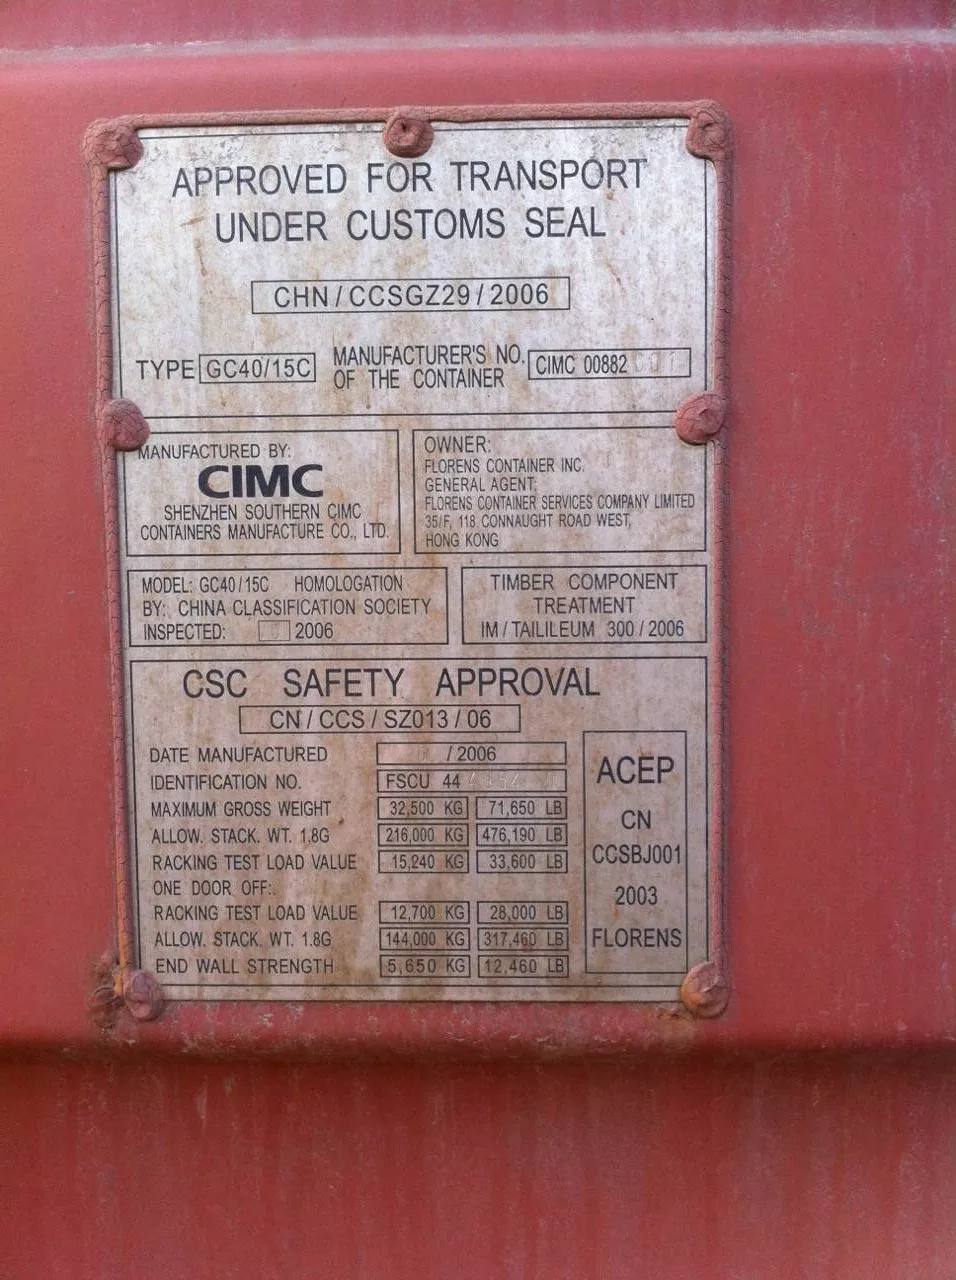 APPROVED FOR TRANSPORT
UNDER CUSTOMS SEAL
CHN / CCSGZ29 / 2006
TYPE GC40/15C MANUFACTURER'S NO. OF THE CONTAINER CIMC 00882
MANUFACTURED BY:
CIMC
SHENZHEN SOUTHERN CIMC
CONTAINERS MANUFACTURE CO., LTD.
OWNER:
FLORENS CONTAINER INC.
GENERAL AGENT:
FLORENS CONTAINER SERVICES COMPANY LIMITED
35/F, 118 CONNAUGHT ROAD WEST,
HONG KONG
MODEL: GC40/15C HOMOLOGATION
BY: CHINA CLASSIFICATION SOCIETY
INSPECTED: 2006
TIMBER COMPONENT
TREATMENT
IM / TAILILEUM 300 / 2006
CSC SAFETY APPROVAL
CN / CCS / SZ013 / 06
DATE MANUFACTURED / 2006
IDENTIFICATION NO. FSCU 44
MAXIMUM GROSS WEIGHT 32,500 KG 71,650 LB
ALLOW. STACK. WT. 1.8G 216,000 KG 476,190 LB
RACKING TEST LOAD VALUE 15,240 KG 33,600 LB
ONE DOOR OFF:.
RACKING TEST LOAD VALUE 12,700 KG 28,000 LB
ALLOW. STACK. WT. 1.8G 144,000 KG 317,460 LB
END WALL STRENGTH 5,650 KG 12,460 LB
ACEP
CN
CCSBJ001
2003
FLORENS